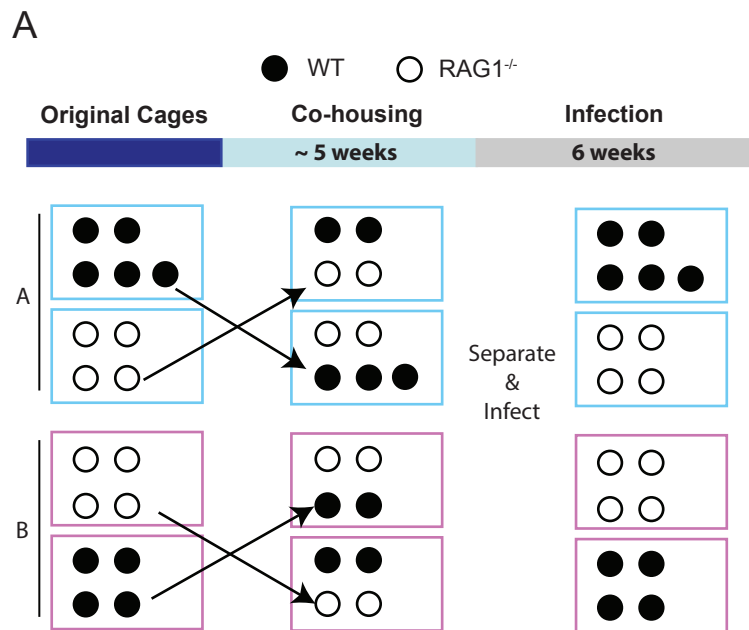 A
WT RAG1-/-
Original Cages Co-housing Infection
~ 5 weeks 6 weeks
A
Separate
&
Infect
B